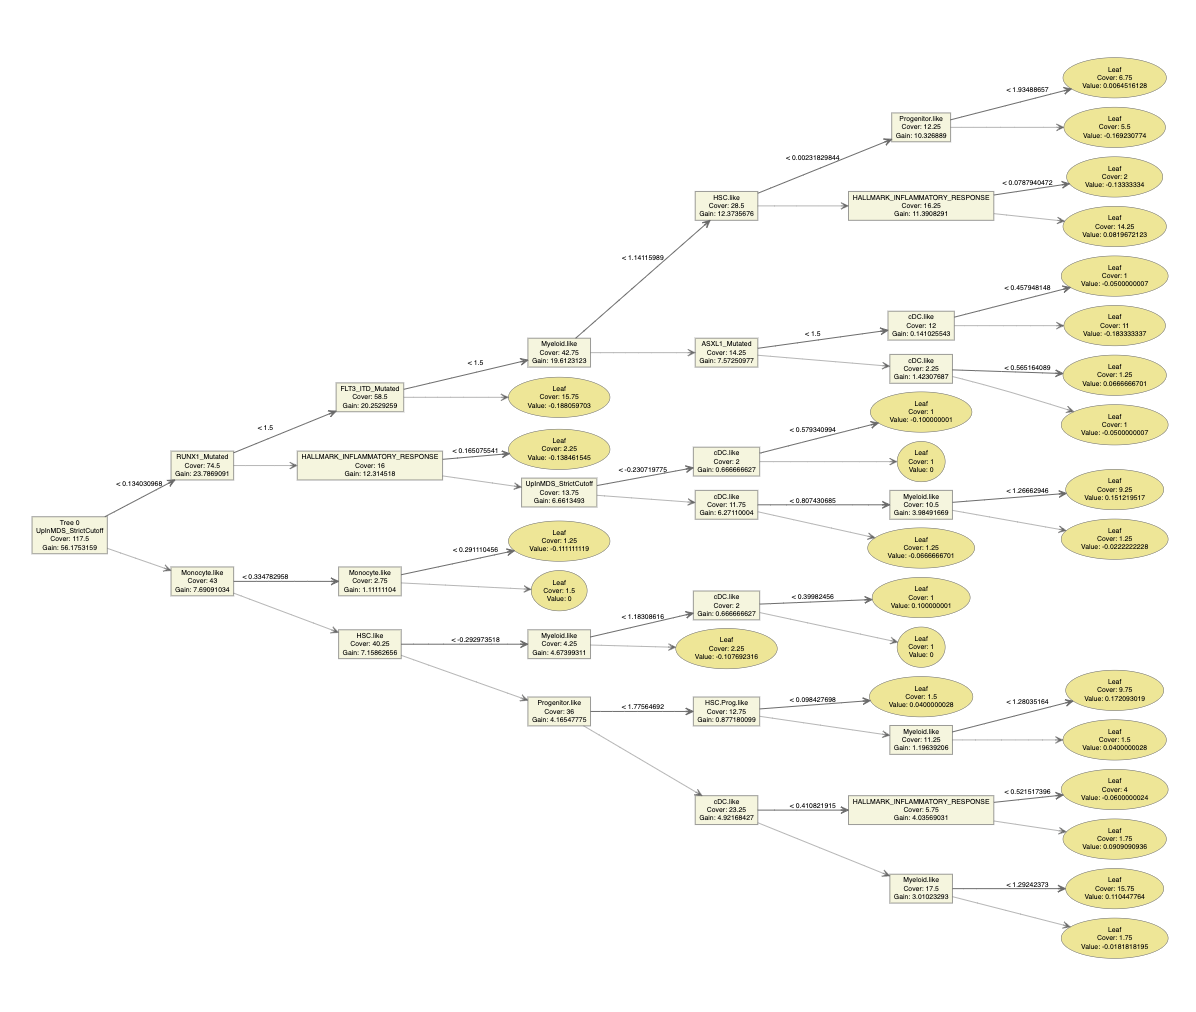 Tree 0
UpInMDS_StrictCutoff
Cover: 117.5
Gain: 56.1753159
< 0.134030968
RUNX1_Mutated
Cover: 74.5
Gain: 23.7869091
< 1.5
FLT3_ITD_Mutated
Cover: 58.5
Gain: 20.2529259
< 1.5
Myeloid.like
Cover: 42.75
Gain: 19.6123123
< 1.14115989
HSC.like
Cover: 28.5
Gain: 12.3735676
< 0.00231829844
Progenitor.like
Cover: 12.25
Gain: 10.326889
< 1.93488657
Leaf
Cover: 6.75
Value: 0.0064516128
Leaf
Cover: 5.5
Value: -0.169230774
HALLMARK_INFLAMMATORY_RESPONSE
Cover: 16.25
Gain: 11.3908291
< 0.0787940472
Leaf
Cover: 2
Value: -0.13333334
Leaf
Cover: 14.25
Value: 0.0819672123
ASXL1_Mutated
Cover: 14.25
Gain: 7.57250977
< 1.5
cDC.like
Cover: 12
Gain: 0.141025543
< 0.457948148
Leaf
Cover: 1
Value: -0.0500000007
Leaf
Cover: 11
Value: -0.183333337
cDC.like
Cover: 2.25
Gain: 1.42307687
< 0.565164089
Leaf
Cover: 1.25
Value: 0.0666666701
Leaf
Cover: 1
Value: -0.0500000007
Leaf
Cover: 15.75
Value: -0.188059703
HALLMARK_INFLAMMATORY_RESPONSE
Cover: 16
Gain: 12.314518
< 0.165075541
Leaf
Cover: 2.25
Value: -0.138461545
UpInMDS_StrictCutoff
Cover: 13.75
Gain: 6.6613493
< -0.230719775
cDC.like
Cover: 2
Gain: 0.666666627
< 0.579340994
Leaf
Cover: 1
Value: -0.100000001
Leaf
Cover: 1
Value: 0
cDC.like
Cover: 11.75
Gain: 6.27110004
< 0.807430685
Myeloid.like
Cover: 10.5
Gain: 3.98491669
< 1.26662946
Leaf
Cover: 9.25
Value: 0.151219517
Leaf
Cover: 1.25
Value: -0.0222222228
Leaf
Cover: 1.25
Value: -0.0666666701
Monocyte.like
Cover: 43
Gain: 7.69091034
< 0.334782958
Monocyte.like
Cover: 2.75
Gain: 1.11111104
< 0.291110456
Leaf
Cover: 1.25
Value: -0.111111119
Leaf
Cover: 1.5
Value: 0
HSC.like
Cover: 40.25
Gain: 7.15862656
< -0.292973518
Myeloid.like
Cover: 4.25
Gain: 4.67399311
< 1.18308616
cDC.like
Cover: 2
Gain: 0.666666627
< 0.39982456
Leaf
Cover: 1
Value: 0.100000001
Leaf
Cover: 1
Value: 0
Leaf
Cover: 2.25
Value: -0.107692316
Progenitor.like
Cover: 36
Gain: 4.16547775
< 1.77564692
HSC.Prog.like
Cover: 12.75
Gain: 0.877180099
< 0.098427698
Leaf
Cover: 1.5
Value: 0.0400000028
Myeloid.like
Cover: 11.25
Gain: 1.19639206
< 1.28035164
Leaf
Cover: 9.75
Value: 0.172093019
Leaf
Cover: 1.5
Value: 0.0400000028
cDC.like
Cover: 23.25
Gain: 4.92168427
< 0.410821915
HALLMARK_INFLAMMATORY_RESPONSE
Cover: 5.75
Gain: 4.03569031
< 0.521517396
Leaf
Cover: 4
Value: -0.0600000024
Leaf
Cover: 1.75
Value: 0.0909090936
Myeloid.like
Cover: 17.5
Gain: 3.01023293
< 1.29242373
Leaf
Cover: 15.75
Value: 0.110447764
Leaf
Cover: 1.75
Value: -0.0181818195